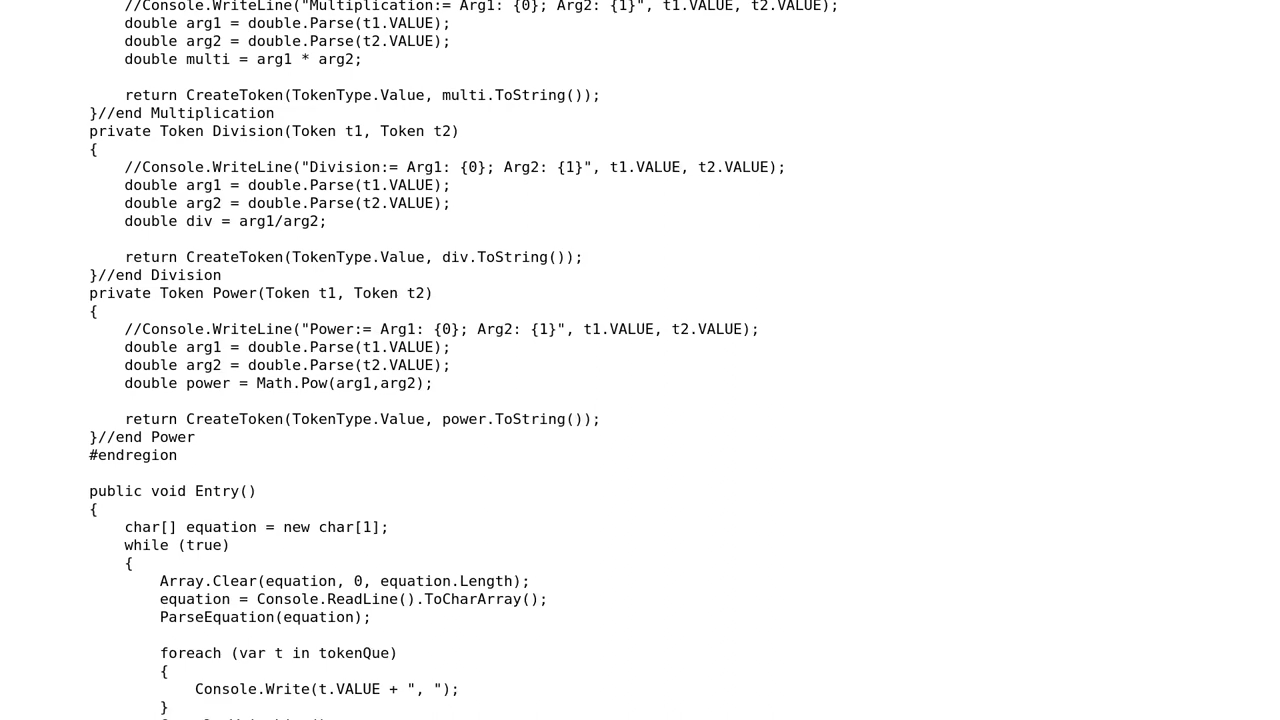 //Console.WriteLine("Multiplication:= Arg1: {0}; Arg2: {1}", t1.VALUE, t2.VALUE);
double arg1 = double.Parse(t1.VALUE);
double arg2 = double.Parse(t2.VALUE);
double multi = arg1 * arg2;
return CreateToken(TokenType.Value, multi.ToString());
}//end Multiplication
private Token Division(Token t1, Token t2)
{
//Console.WriteLine("Division:= Arg1: {0}; Arg2: {1}", t1.VALUE, t2.VALUE);
double arg1 = double.Parse(t1.VALUE);
double arg2 = double.Parse(t2.VALUE);
double div = arg1/arg2;
return CreateToken(TokenType.Value, div.ToString());
}//end Division
private Token Power(Token t1, Token t2)
{
//Console.WriteLine("Power:= Arg1: {0}; Arg2: {1}", t1.VALUE, t2.VALUE);
double arg1 = double.Parse(t1.VALUE);
double arg2 = double.Parse(t2.VALUE);
double power = Math.Pow(arg1,arg2);
return CreateToken(TokenType.Value, power.ToString());
}//end Power
#endregion
public void Entry()
{
char[] equation = new char[1];
while (true)
{
Array.Clear(equation, 0, equation.Length);
equation = Console.ReadLine().ToCharArray();
ParseEquation(equation);
foreach (var t in tokenQue)
{
Console.Write(t.VALUE + ", ");
}